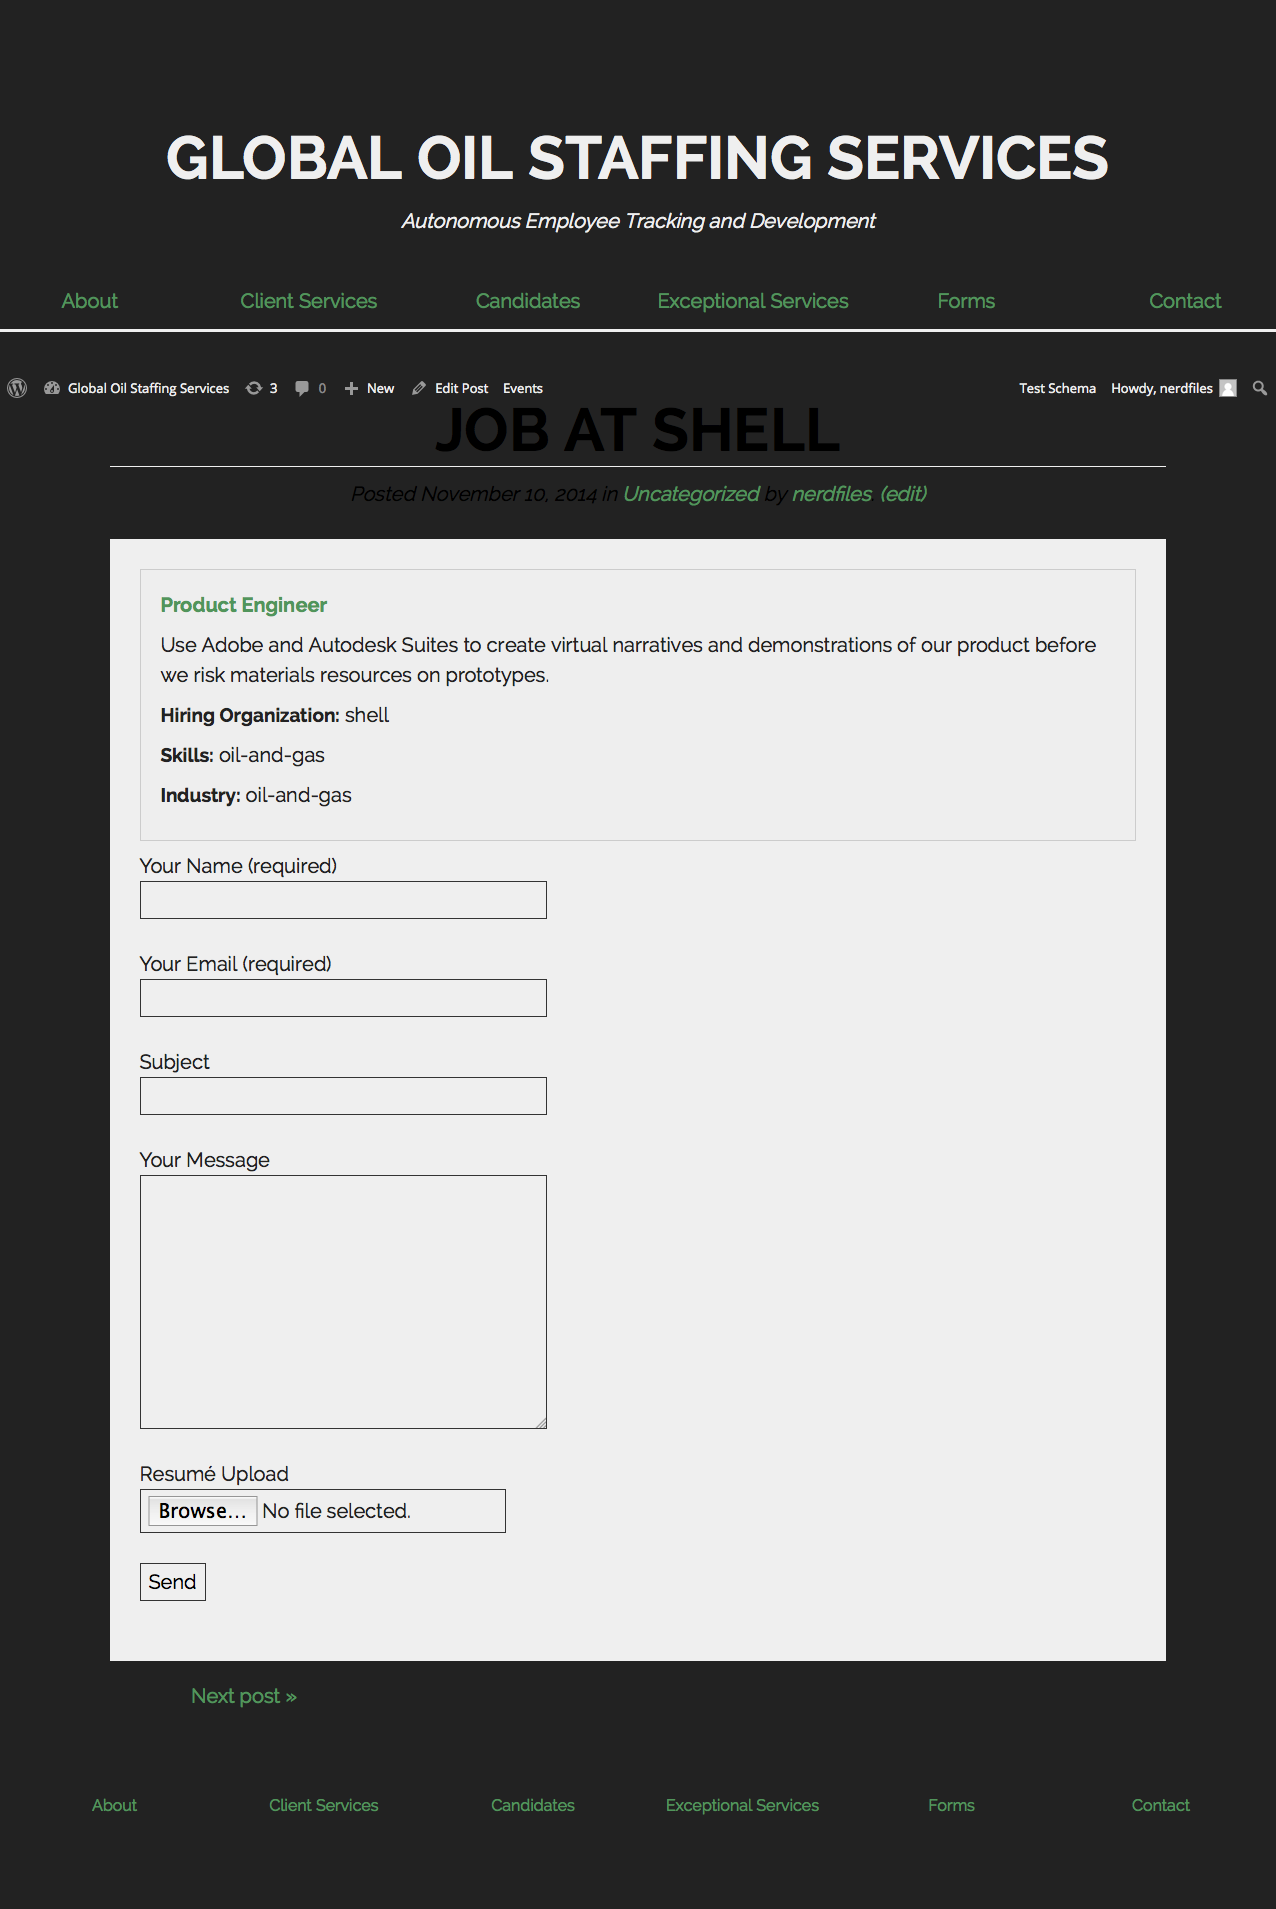 GLOBAL OIL STAFFING SERVICES
Autonomous Employee Tracking and Development
About Client Services Candidates Exceptional Services Forms Contact
Global Oil Staffing Services 3 0 New Edit Post Events Test Schema Howdy, nerdfiles
JOB AT SHELL
Posted November 10, 2014 in Uncategorized by nerdfiles (edit)
Product Engineer
Use Adobe and Autodesk Suites to create virtual narratives and demonstrations of our product before
we risk materials resources on prototypes.
Hiring Organization: shell
Skills: oil-and-gas
Industry: oil-and-gas
Your Name (required)
Your Email (required)
Subject
Your Message
Resumé Upload
Browse... No file selected.
Send
Next post »
About Client Services Candidates Exceptional Services Forms Contact